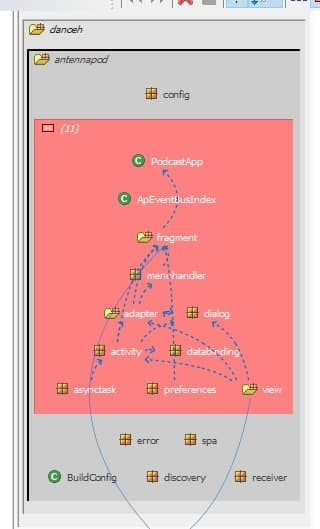 danoeh
antennapod
config
(11)
PodcastApp
ApEventBusIndex
fragment
menuhandler
adapter
dialog
activity
databinding
asynctask
preferences
view
error
spa
BuildConfig
discovery
receiver